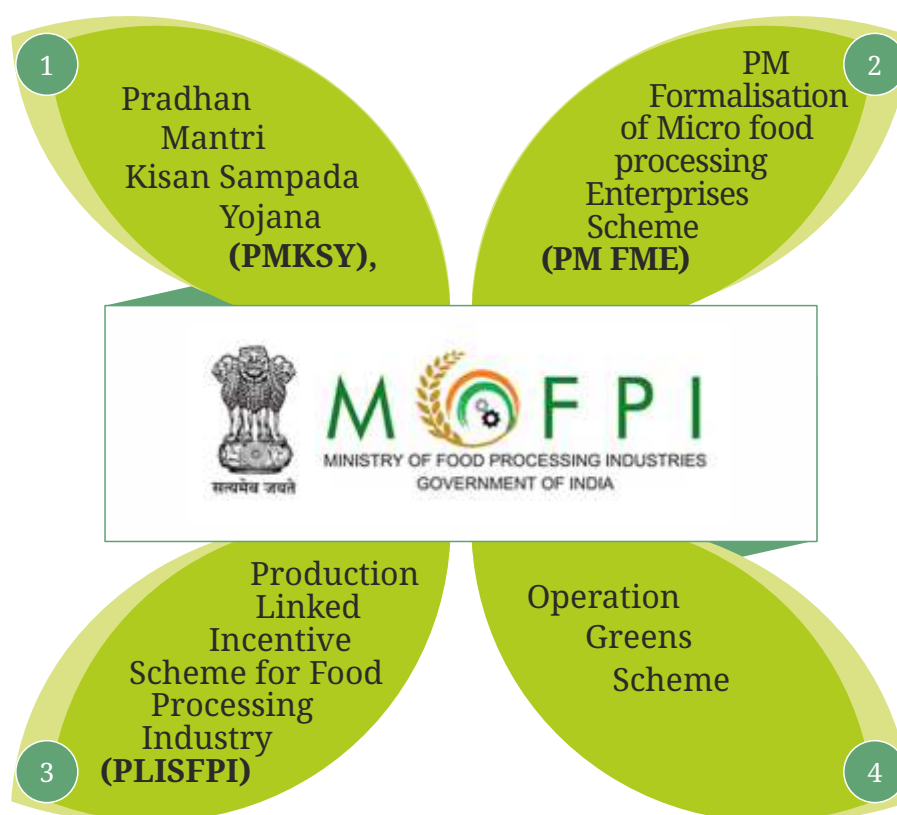 1
Pradhan
Mantri
Kisan Sampada
Yojana
(PMKSY),
2
PM
Formalisation
of Micro food
processing
Enterprises
Scheme
(PM FME)
सत्यमेव जयते
M FPI
MINISTRY OF FOOD PROCESSING INDUSTRIES
GOVERNMENT OF INDIA
Production
Linked
Incentive
Scheme for Food
Processing
Industry
(PLISFPI)
3
Operation
Greens
Scheme
4